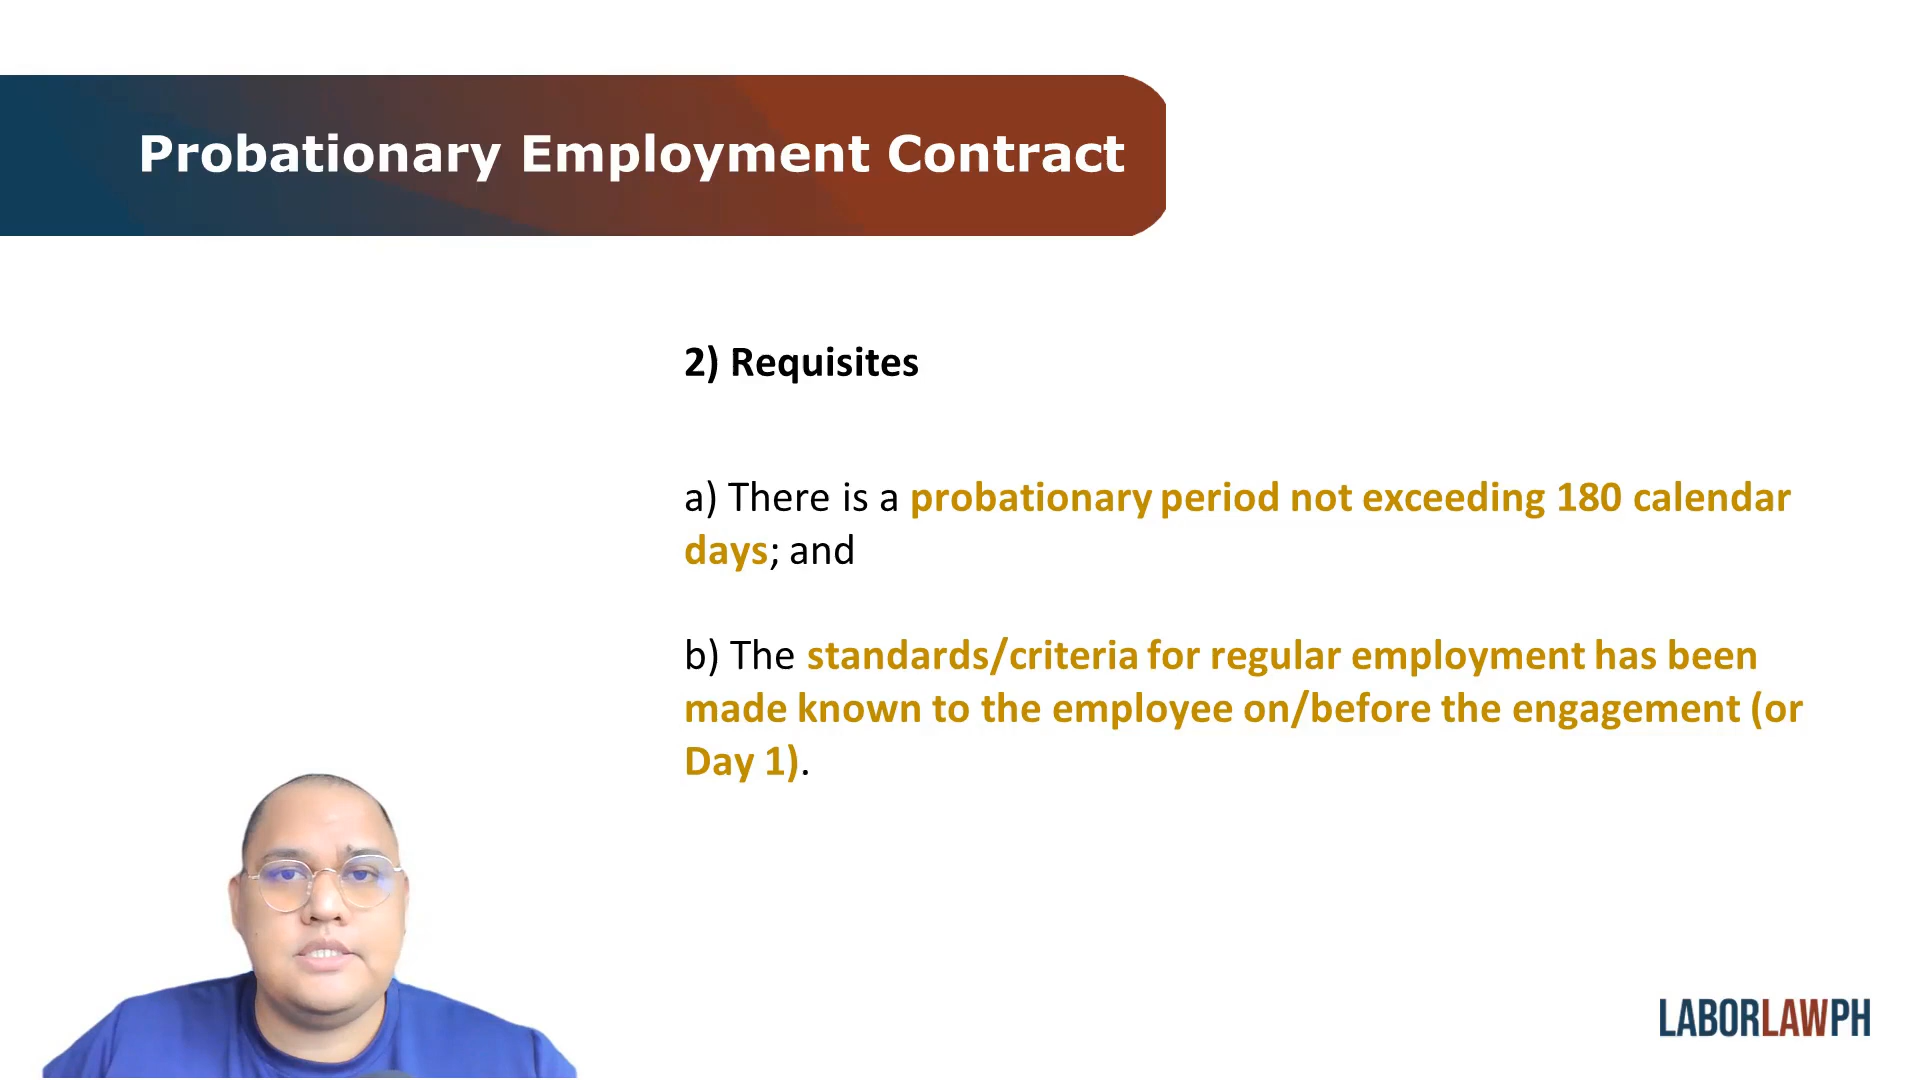 Probationary Employment Contract
2) Requisites
a) There is a probationary period not exceeding 180 calendar
days; and
b) The standards/criteria for regular employment has been
made known to the employee on/before the engagement (or
Day 1).
LABORLAWPH